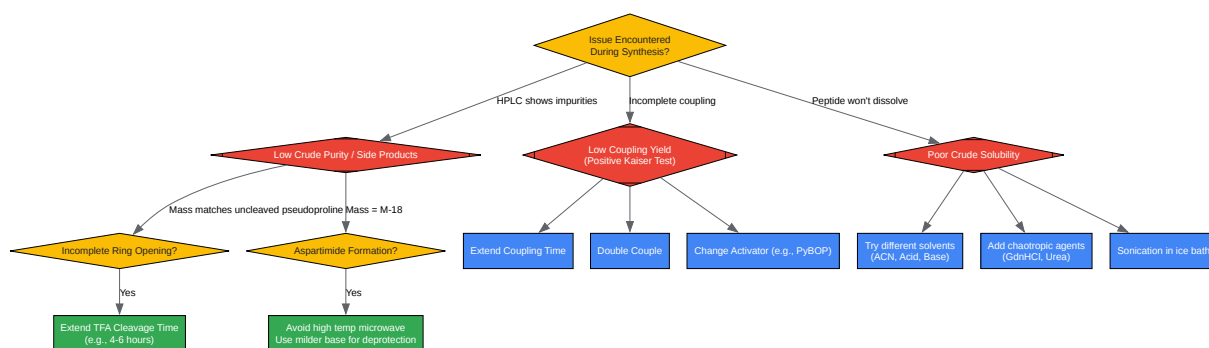 Issue Encountered
During Synthesis?
HPLC shows impurities
Incomplete coupling
Peptide won't dissolve
Low Crude Purity / Side Products
Low Coupling Yield
(Positive Kaiser Test)
Poor Crude Solubility
Mass matches uncleaved pseudoproline
Mass = M-18
Incomplete Ring Opening?
Aspartimide Formation?
Extend Coupling Time
Double Couple
Change Activator (e.g., PyBOP)
Try different solvents
(ACN, Acid, Base)
Add chaotropic agents
(GdnHCl, Urea)
Sonication in ice bath
Yes
Yes
Extend TFA Cleavage Time
(e.g., 4-6 hours)
Avoid high temp microwave
Use milder base for deprotection